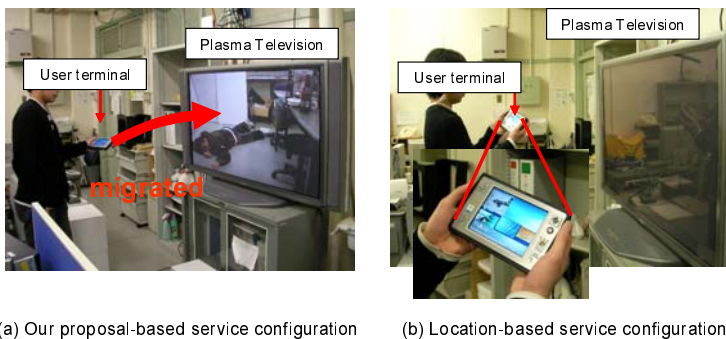 Plasma Television
User terminal
migrated
Plasma Television
User terminal
(a) Our proposal-based service configuration
(b) Location-based service configuration